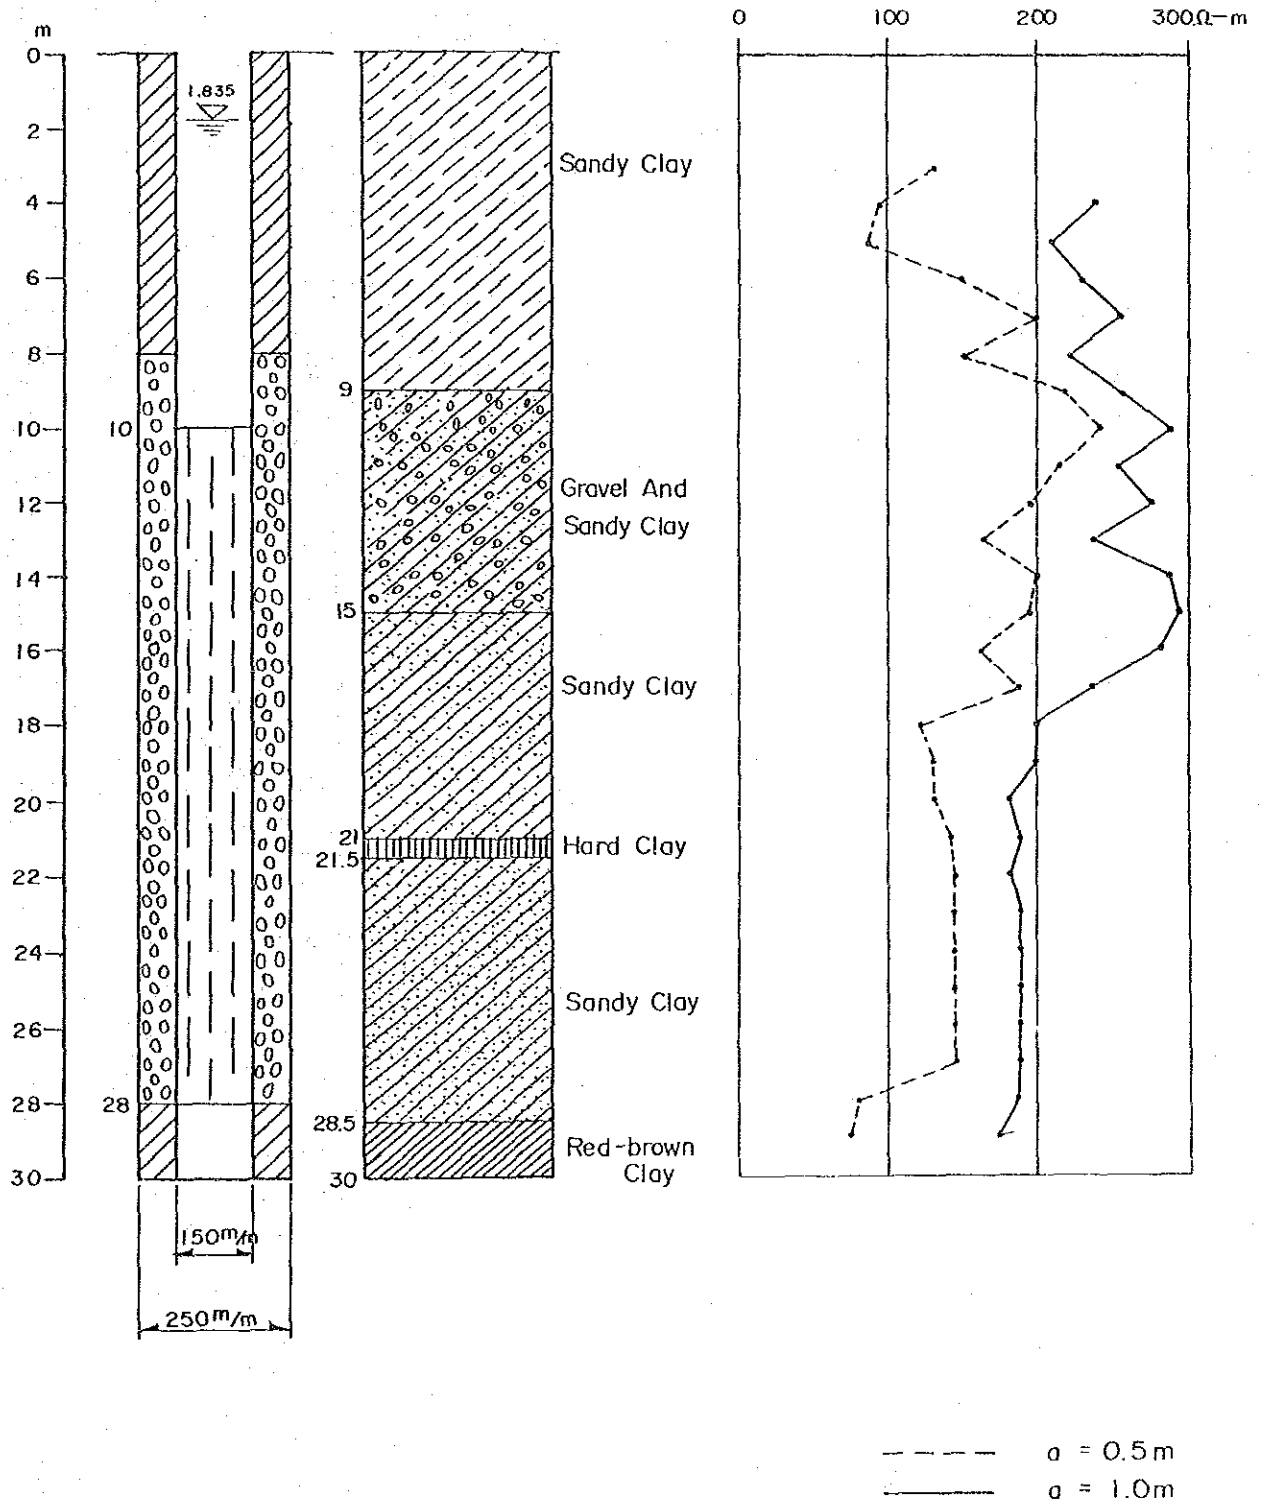 m
0
2
4
6
8
10
12
14
16
18
20
22
24
26
28
30
1,835
10
28
150m/m
250m/m
9
15
21
21.5
28.5
30
Sandy Clay
Gravel And
Sandy Clay
Sandy Clay
Hard Clay
Sandy Clay
Red-brown
Clay
0 100 200 300Ω-m
a = 0.5m
a = 1.0m